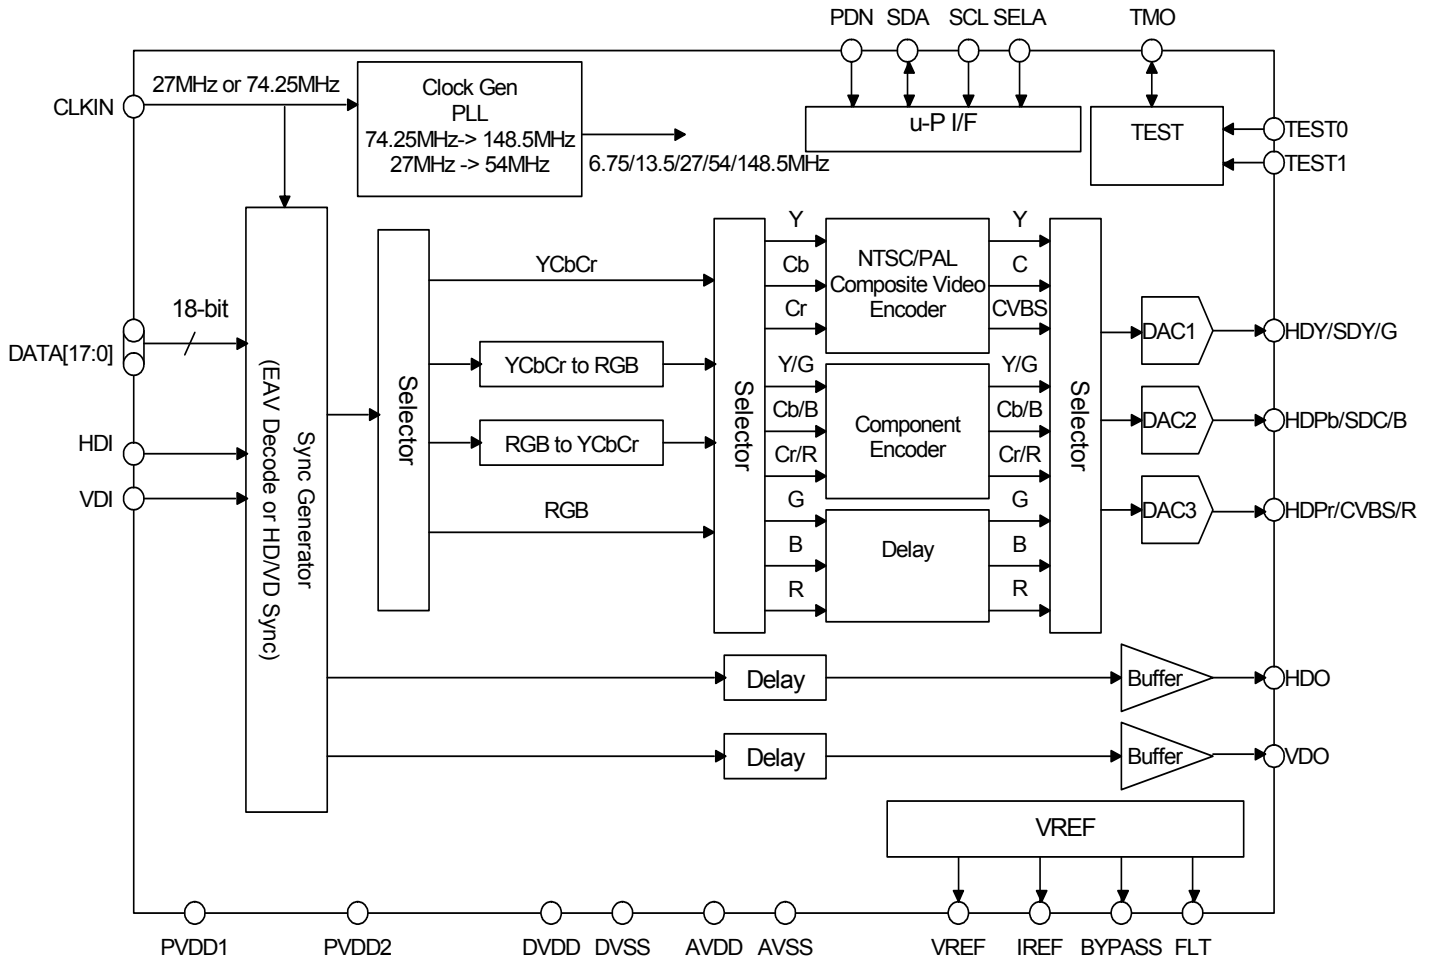 PDN SDA SCL SELA TMO
27MHz or 74.25MHz
CLKIN
Clock Gen
PLL
74.25MHz-> 148.5MHz
27MHz -> 54MHz
6.75/13.5/27/54/148.5MHz
u-P I/F
TEST
TEST0
TEST1
18-bit
DATA[17:0]
HDI
VDI
Sync Generator
(EAV Decode or HD/VD Sync)
Selector
YCbCr
YCbCr to RGB
RGB to YCbCr
RGB
Selector
Y
Cb
Cr
Y/G
Cb/B
Cr/R
G
B
R
NTSC/PAL
Composite Video
Encoder
Component
Encoder
Delay
Y
C
CVBS
Y/G
Cb/B
Cr/R
G
B
R
Selector
DAC1
DAC2
DAC3
HDY/SDY/G
HDPb/SDC/B
HDPr/CVBS/R
Delay
Buffer
HDO
Delay
Buffer
VDO
VREF
PVDD1 PVDD2 DVDD DVSS AVDD AVSS VREF IREF BYPASS FLT